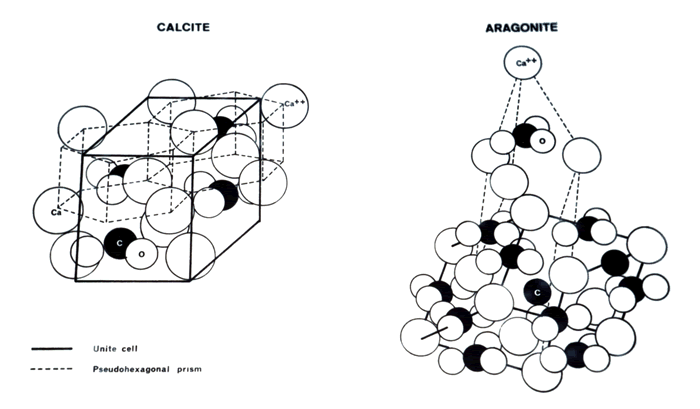 CALCITE
ARAGONITE
Ca++
Ca++
O
Ca
C
O
C
Unite cell
Pseudohexagonal prism